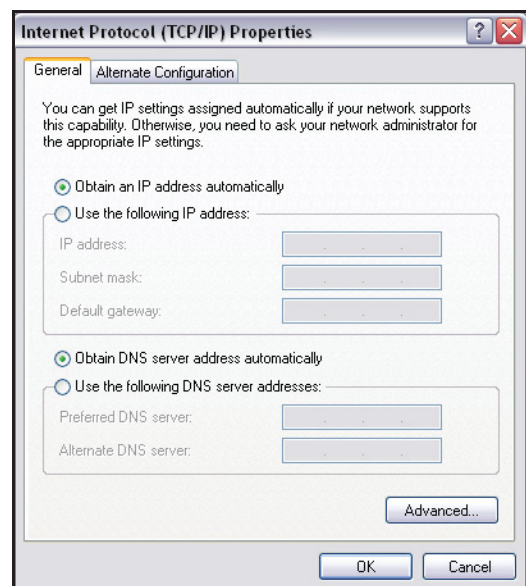 Internet Protocol (TCP/IP) Properties
?
General
Alternate Configuration
You can get IP settings assigned automatically if your network supports
this capability. Otherwise, you need to ask your network administrator for
the appropriate IP settings.
Obtain an IP address automatically
Use the following IP address:
IP address:
Subnet mask:
Default gateway:
Obtain DNS server address automatically
Use the following DNS server addresses:
Preferred DNS server:
Alternate DNS server:
Advanced...
OK
Cancel